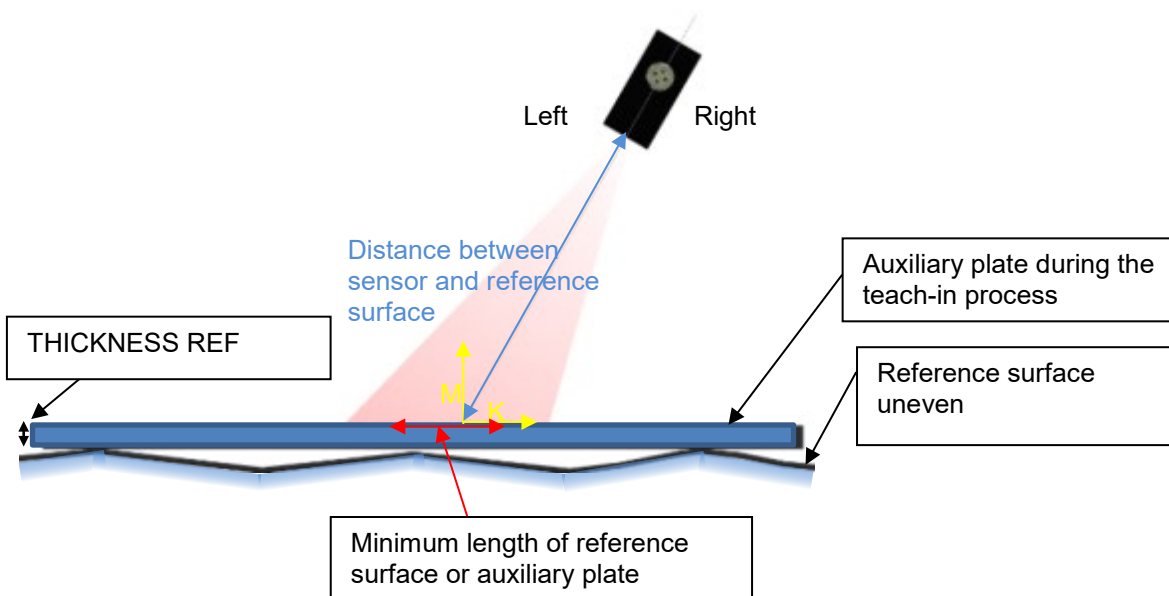 Left
Right
Distance between
sensor and reference
surface
Auxiliary plate during the
teach-in process
THICKNESS REF
Reference surface
uneven
M
K
Minimum length of reference
surface or auxiliary plate